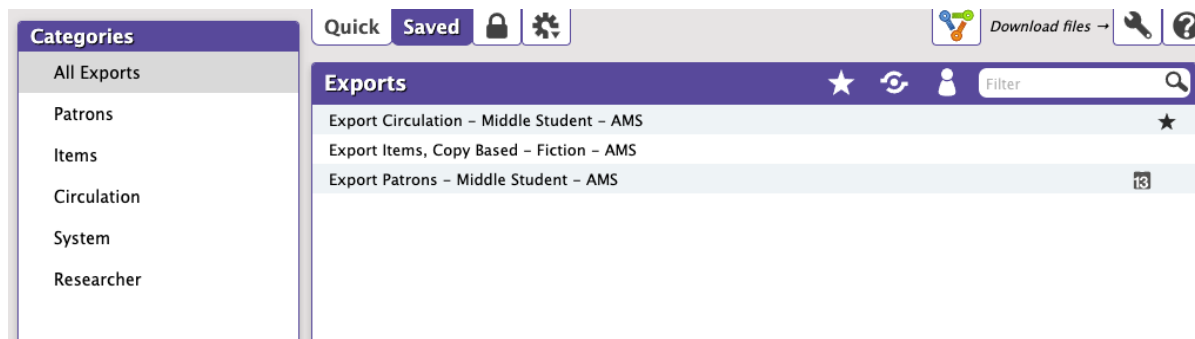 Categories
All Exports
Patrons
Items
Circulation
System
Researcher
Quick Saved
Download files →
Exports
Filter
Export Circulation – Middle Student – AMS
Export Items, Copy Based – Fiction – AMS
Export Patrons – Middle Student – AMS
13